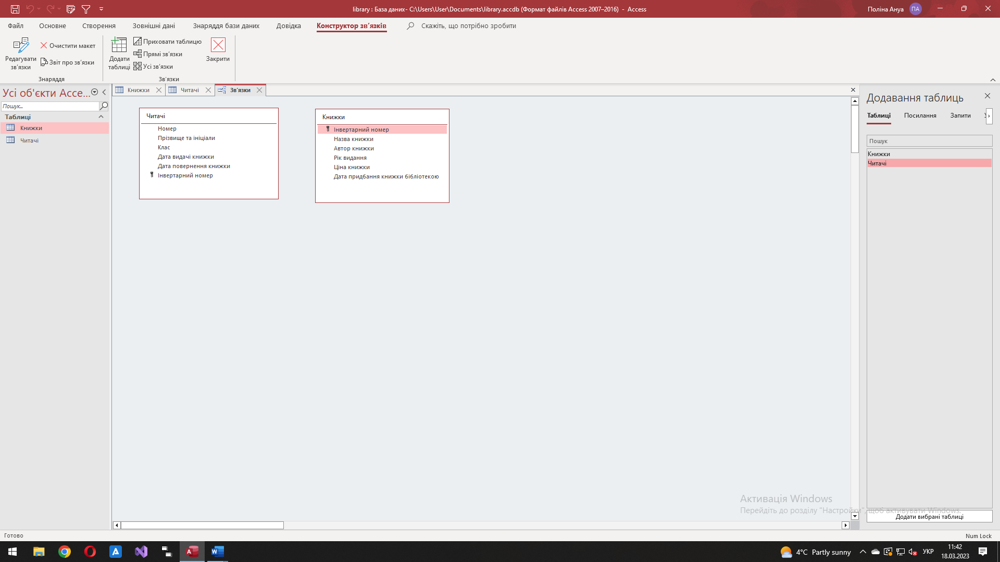 library : База даних- C:\Users\User\Documents\library.accdb (Формат файлів Access 2007–2016) - Access
Поліна Ануа
ПА
Файл
Основне
Створення
Зовнішні дані
Знаряддя бази даних
Довідка
Конструктор зв’язків
Скажіть, що потрібно зробити
Редагувати
зв’язки
Очистити макет
Звіт про зв’язки
Знаряддя
Додати
таблиці
Приховати таблицю
Прямі зв’язки
Усі зв’язки
Закрити
Зв’язки
Усі об'єкти Acce...
Пошук...
Таблиці
Книжки
Читачі
Книжки
Читачі
Зв’язки
Читачі
Номер
Прізвище та ініціали
Клас
Дата видачі книжки
Дата повернення книжки
Інвертарний номер
Книжки
Інвертарний номер
Назва книжки
Автор книжки
Рік видання
Ціна книжки
Дата придбання книжки бібліотекою
Додавання таблиць
Таблиці
Посилання
Запити
Пошук
Книжки
Читачі
Активація Windows
Перейдіть до розділу "Настройки", щоб активувати Windows.
Додати вибрані таблиці
Готово
Num Lock
4°C Partly sunny
УКР
11:42
18.03.2023